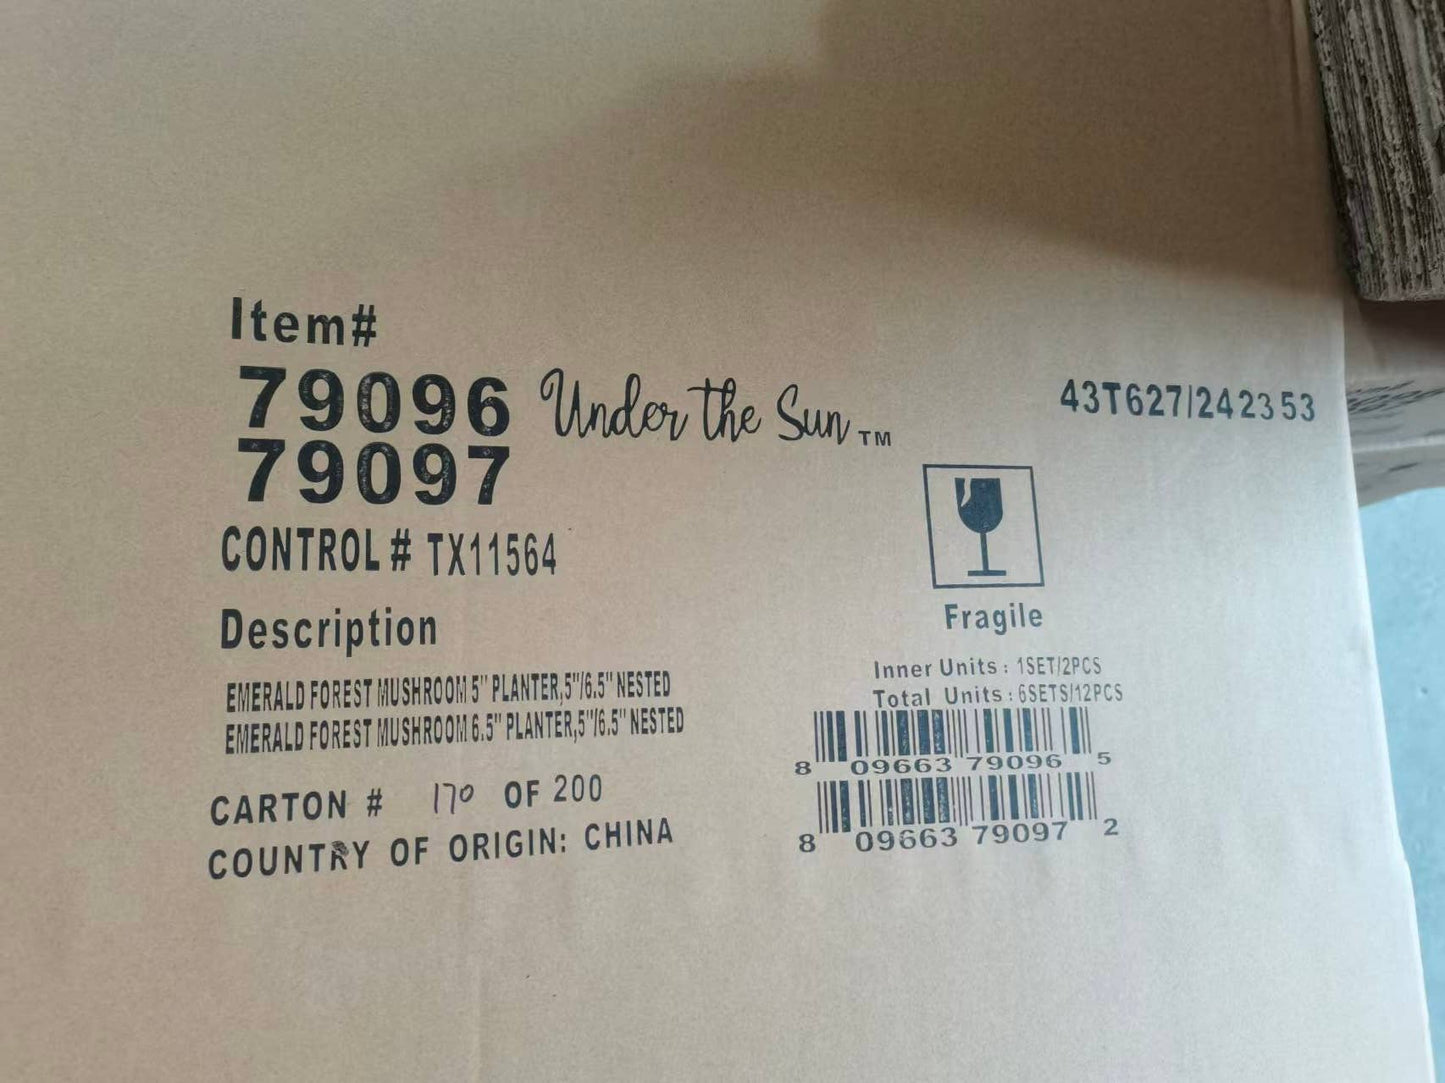 Item#
79096 Under the Sun TM
79097
43T627/242353
CONTROL# TX11564
Description
EMERALD FOREST MUSHROOM 5" PLANTER,5"/6.5" NESTED
EMERALD FOREST MUSHROOM 6.5" PLANTER,5"/6.5" NESTED
CARTON # 170 OF 200
COUNTRY OF ORIGIN: CHINA
Fragile
Inner Units: 1SET/2PCS
Total Units: 6SETS/12PCS
8 09663 79096 5
8 09663 79097 2